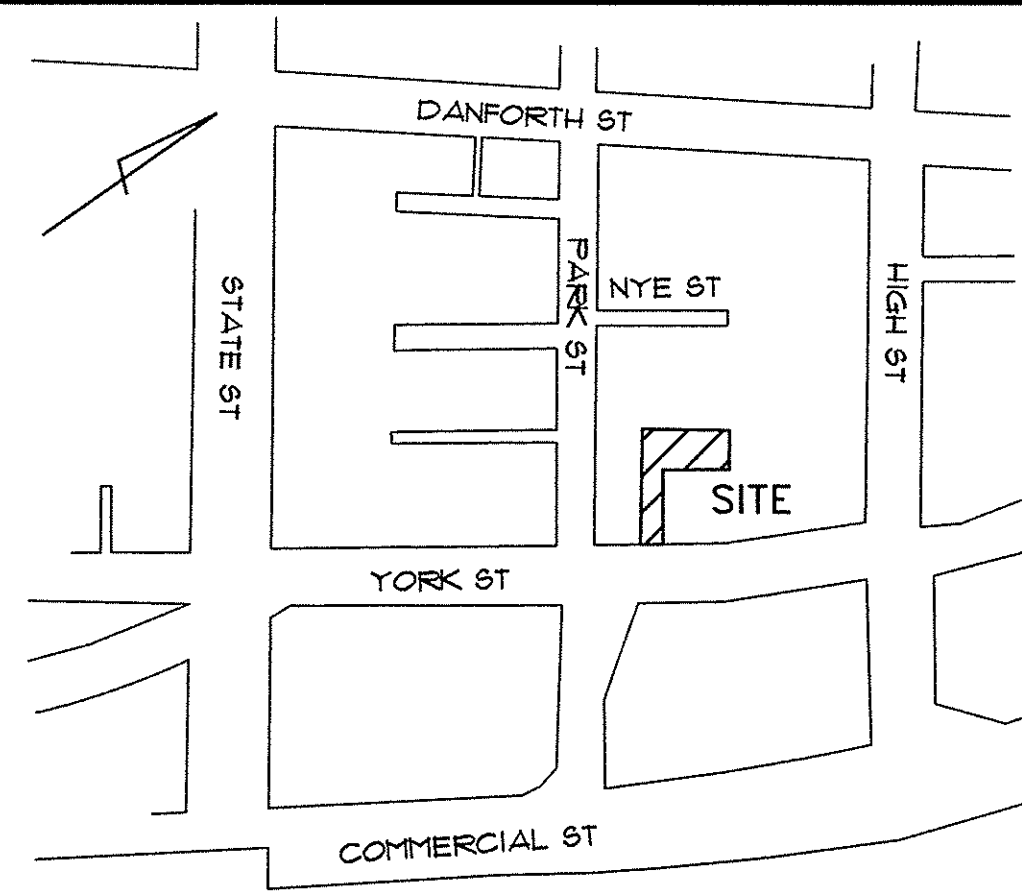 DANFORTH ST
PARK ST
NYE ST
HIGH ST
STATE ST
SITE
YORK ST
COMMERCIAL ST